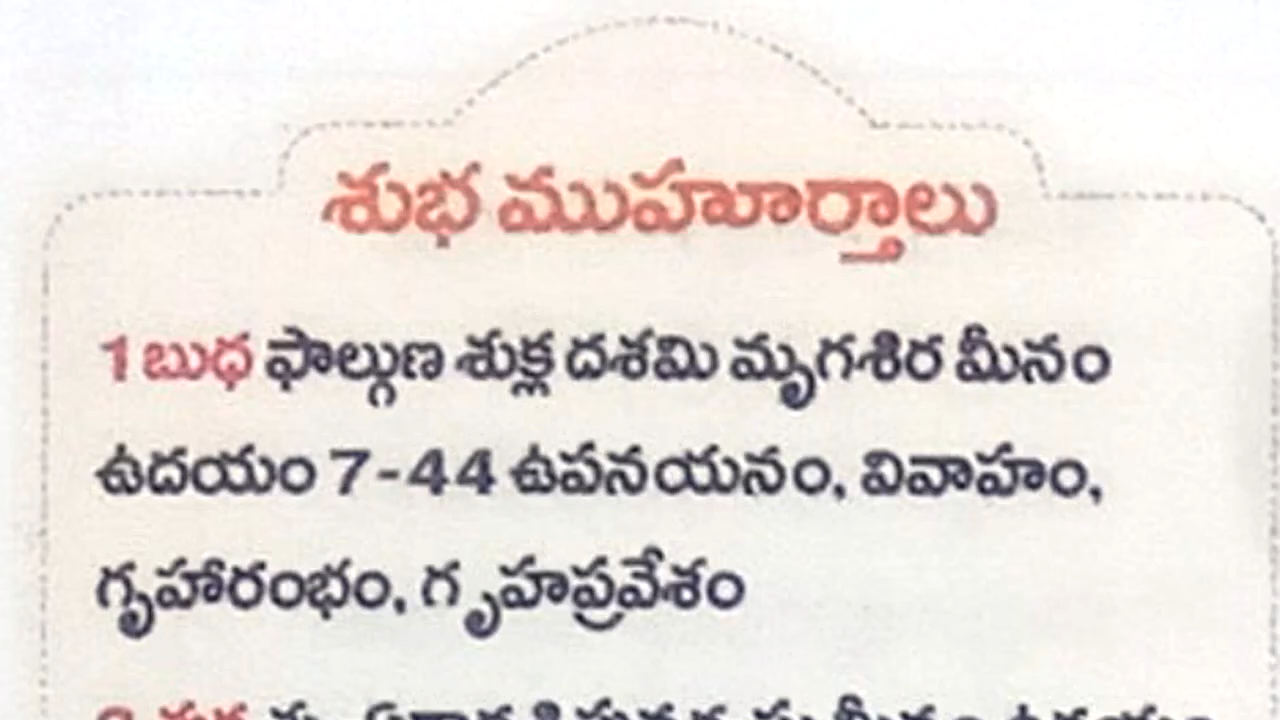 శుభ ముహూర్తాలు
1 బుధ ఫాల్గుణ శుక్ల దశమి మృగశిర మీనం
ఉదయం 7-44 ఉపనయనం, వివాహం,
గృహారంభం, గృహప్రవేశం